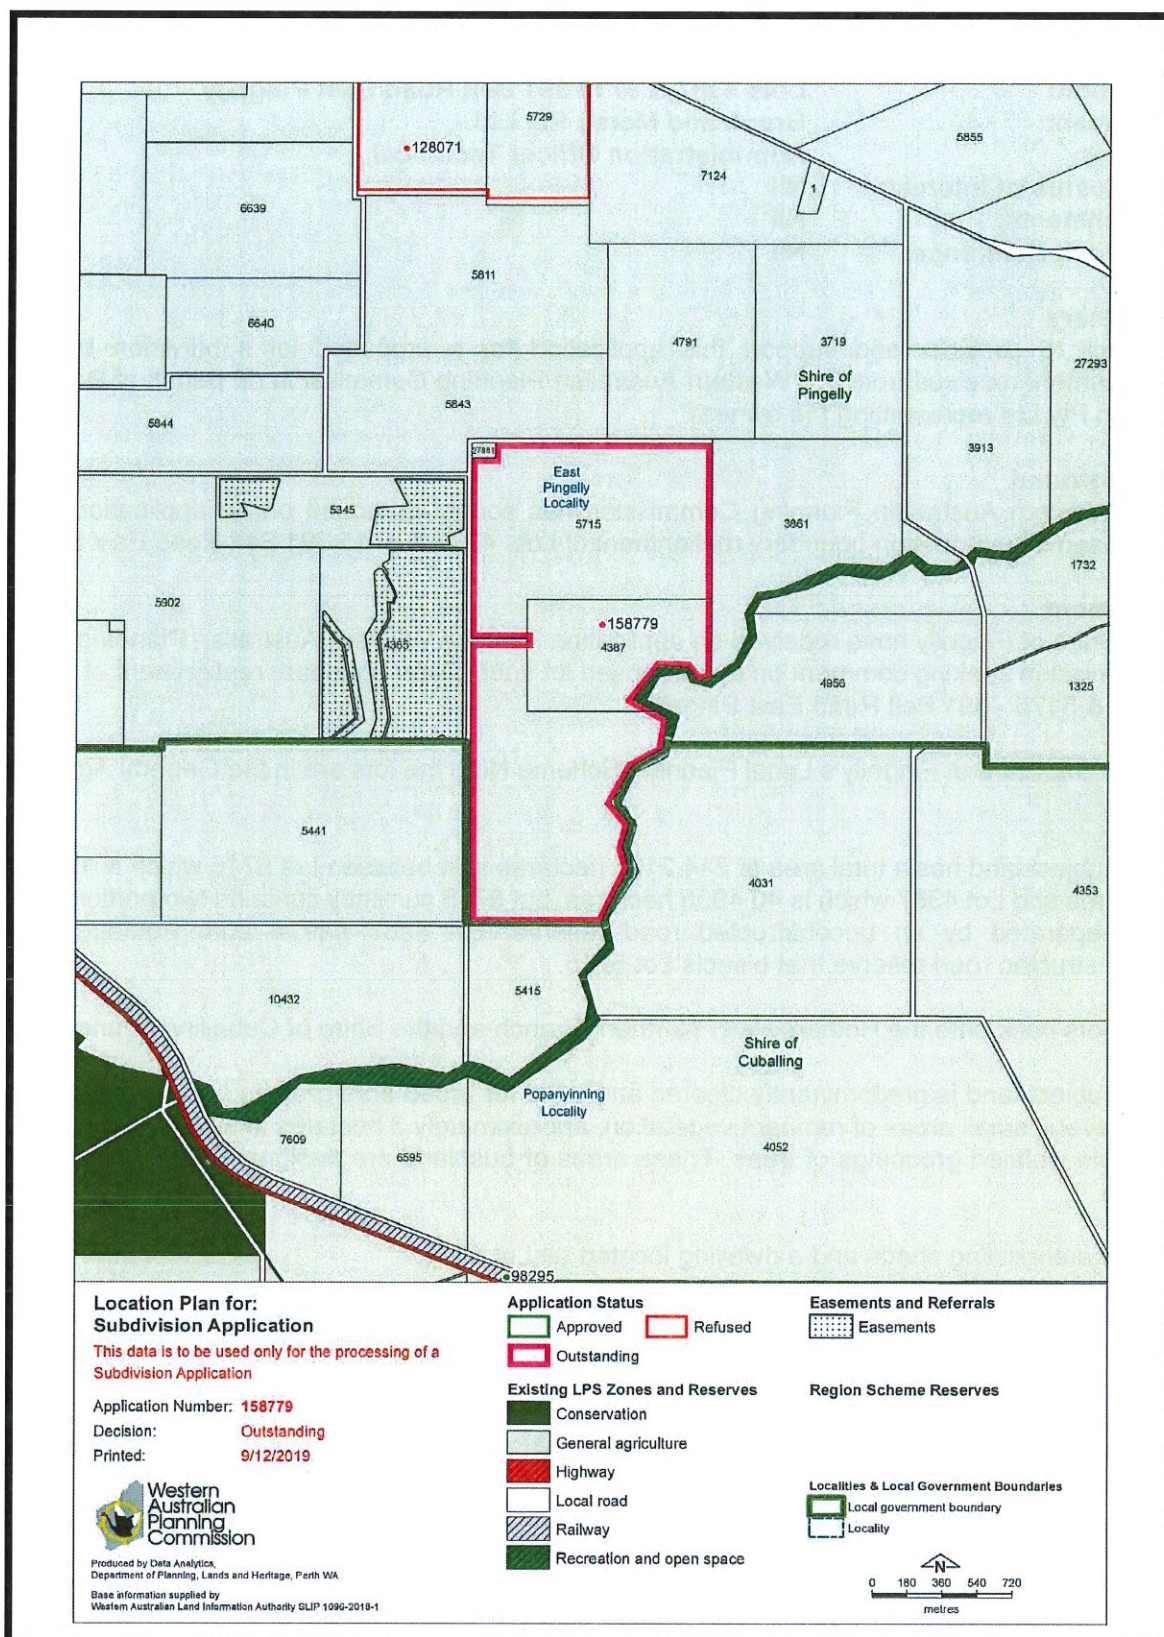 5729
128071
5855
7124
1
6639
5811
6640
4791
3719
Shire of
Pingelly
27293
5843
5844
3913
27881
East
Pingelly
Locality
5715
5345
3861
1732
5902
158779
4387
4365
4956
1325
5441
4031
4353
10432
5415
Shire of
Cuballing
Popanyinning
Locality
7609
6595
4052
98295
Location Plan for:
Subdivision Application
This data is to be used only for the processing of a
Subdivision Application
Application Number: 158779
Decision: Outstanding
Printed: 9/12/2019
Western
Australian
Planning
Commission
Produced by Data Analytics,
Department of Planning, Lands and Heritage, Perth WA
Base information supplied by
Western Australian Land Information Authority SLIP 1096-2018-1
Application Status
Approved Refused
Outstanding
Existing LPS Zones and Reserves
Conservation
General agriculture
Highway
Local road
Railway
Recreation and open space
Easements and Referrals
Easements
Region Scheme Reserves
Localities & Local Government Boundaries
Local government boundary
Locality
N
0 180 360 540 720
metres